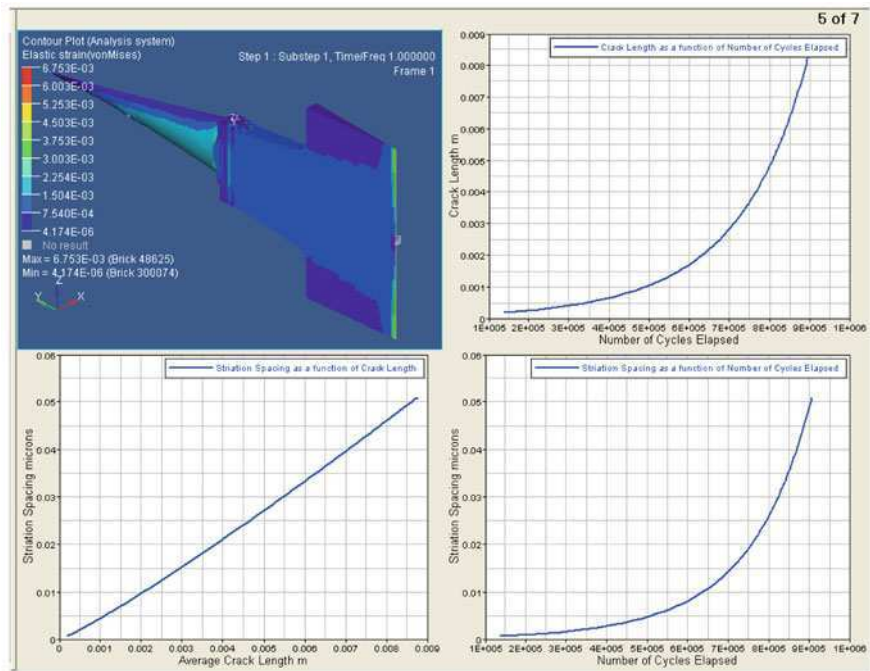 5 of 7
Contour Plot (Analysis system)
Elastic strain(vonMises)
Step 1 : Substep 1, Time/Freq 1.000000
Frame 1
6.753E-03
6.003E-03
5.253E-03
4.503E-03
3.753E-03
3.003E-03
2.254E-03
1.504E-03
7.540E-04
4.174E-06
No result
Max = 6.753E-03 (Brick 48625)
Min = 4.174E-06 (Brick 300074)
Z
Y
X
Crack Length as a function of Number of Cycles Elapsed
Crack Length m
0.009
0.008
0.007
0.006
0.005
0.004
0.003
0.002
0.001
0
1E+005 2E+005 3E+005 4E+005 5E+005 6E+005 7E+005 8E+005 9E+005 1E+006
Number of Cycles Elapsed
Striation Spacing as a function of Crack Length
Striation Spacing microns
0.06
0.05
0.04
0.03
0.02
0.01
0
0 0.001 0.002 0.003 0.004 0.005 0.006 0.007 0.008 0.009
Average Crack Length m
Striation Spacing as a function of Number of Cycles Elapsed
Striation Spacing microns
0.06
0.05
0.04
0.03
0.02
0.01
0
1E+005 2E+005 3E+005 4E+005 5E+005 6E+005 7E+005 8E+005 9E+005 1E+006
Number of Cycles Elapsed